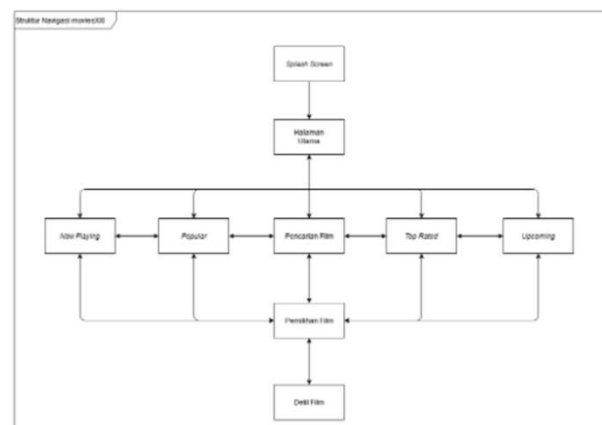 Struktur Navigasi moviesXXI
Splash Screen
Halaman
Utama
Now Playing
Popular
Pencarian Film
Top Rated
Upcoming
Pemilihan Film
Detil Film